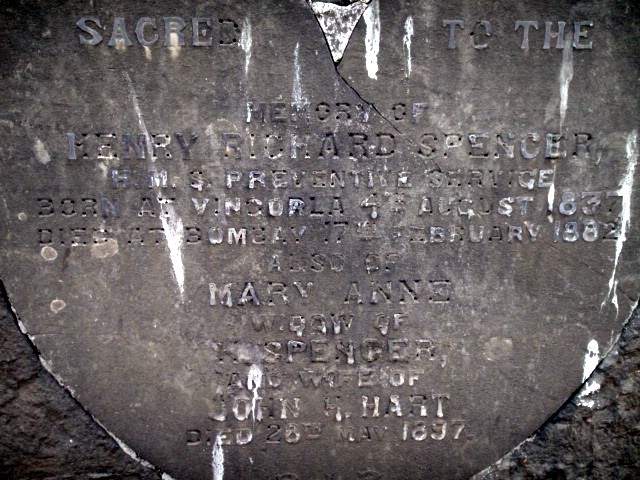 SACRED TO THE
MEMORY OF
HENRY RICHARD SPENCER,
H.M.S. PREVENTIVE SERVICE
BORN AT VINGORLA 4TH AUGUST 1837
DIED AT BOMBAY 17TH FEBRUARY 1882
ALSO OF
MARY ANNE
WIDOW OF
SPENCER,
AND WIFE OF
JOHN H. HART
DIED 28TH MAY 1897.